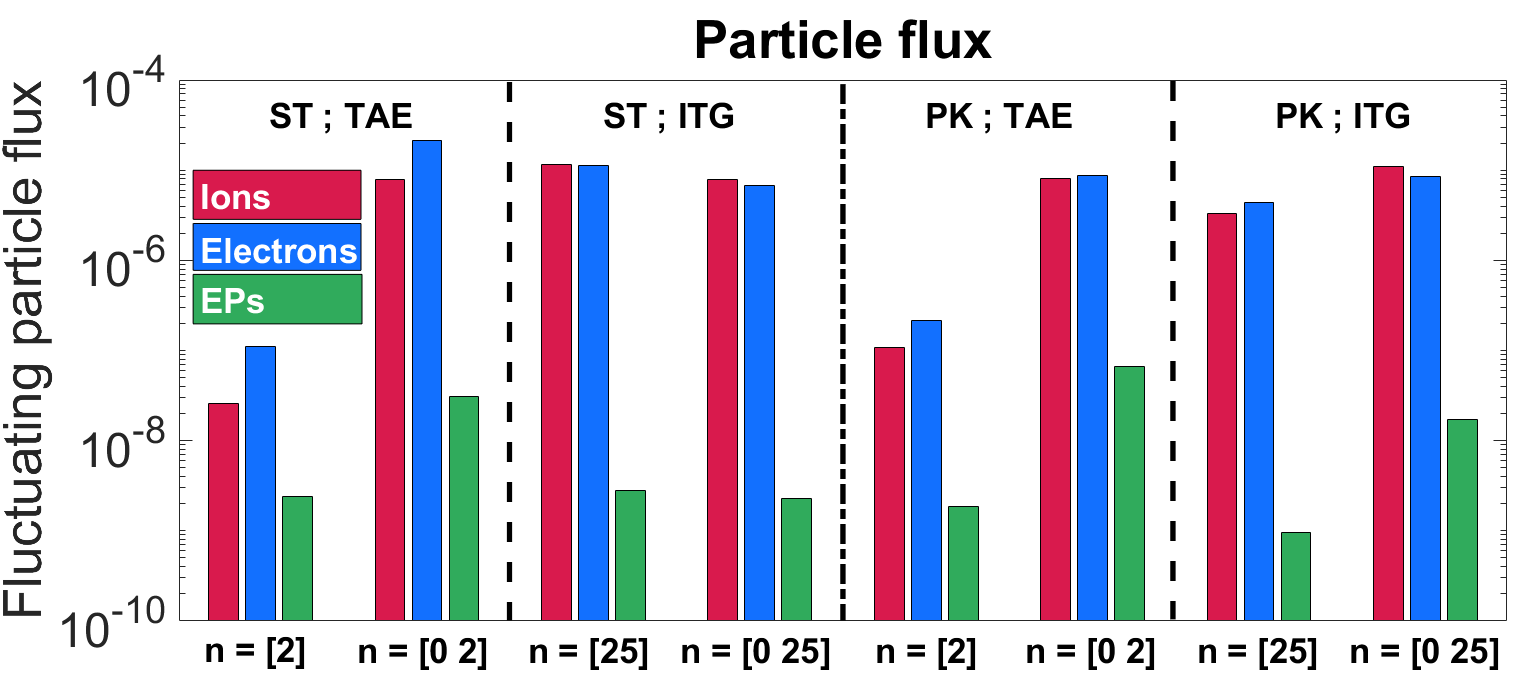 Particle flux
Fluctuating particle flux
10-4
10-6
10-8
10-10
ST ; TAE
ST ; ITG
PK ; TAE
PK ; ITG
Ions
Electrons
EPs
n = [2]
n = [0 2]
n = [25]
n = [0 25]
n = [2]
n = [0 2]
n = [25]
n = [0 25]